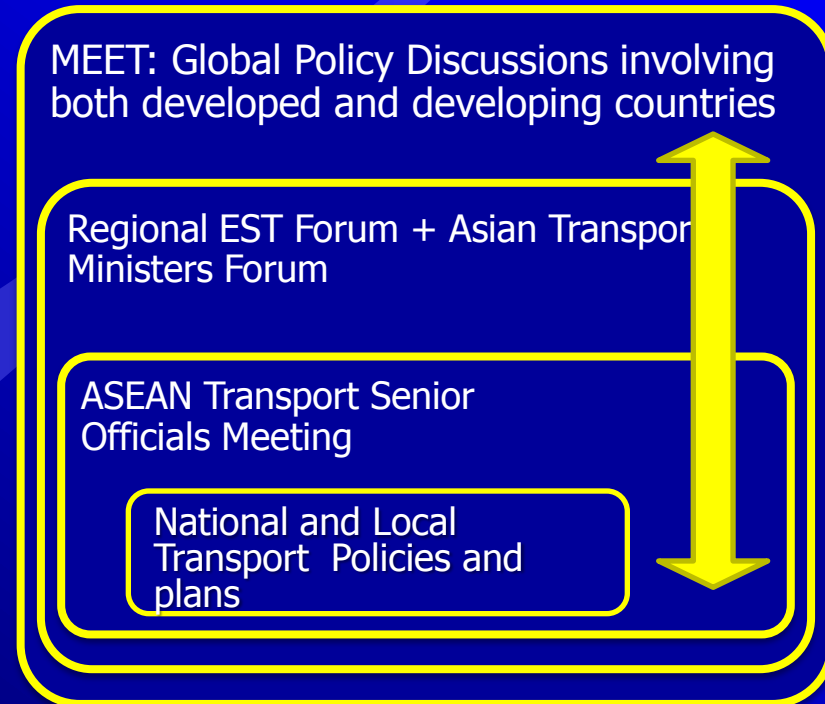 MEET: Global Policy Discussions involving
both developed and developing countries
Regional EST Forum + Asian Transpor
Ministers Forum
ASEAN Transport Senior
Officials Meeting
National and Local
Transport Policies and
plans